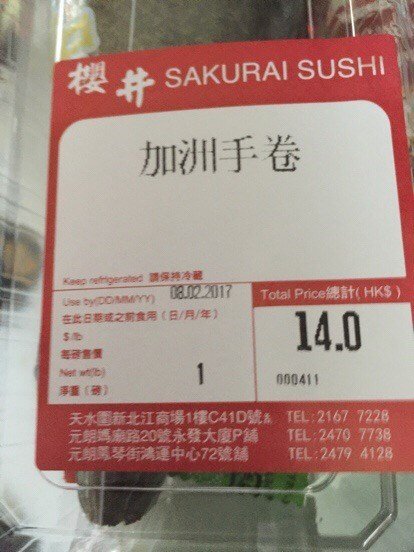 櫻井 SAKURAI SUSHI
加洲手卷
Keep refrigerated 請保持冷藏
Use by(DD/MM/YY) 08.02.2017
在此日期或之前食用(日/月/年)
$/lb
每磅售價
Net wt(lb) 1
淨重(磅)
Total Price總計(HK$)
14.0
000411
天水圍新北江商場1樓C41D號舖 TEL:2167 7228
元朗媽廟路20號永發大廈P舖 TEL:2470 7738
元朗鳳琴街鴻運中心72號舖 TEL:2479 4128